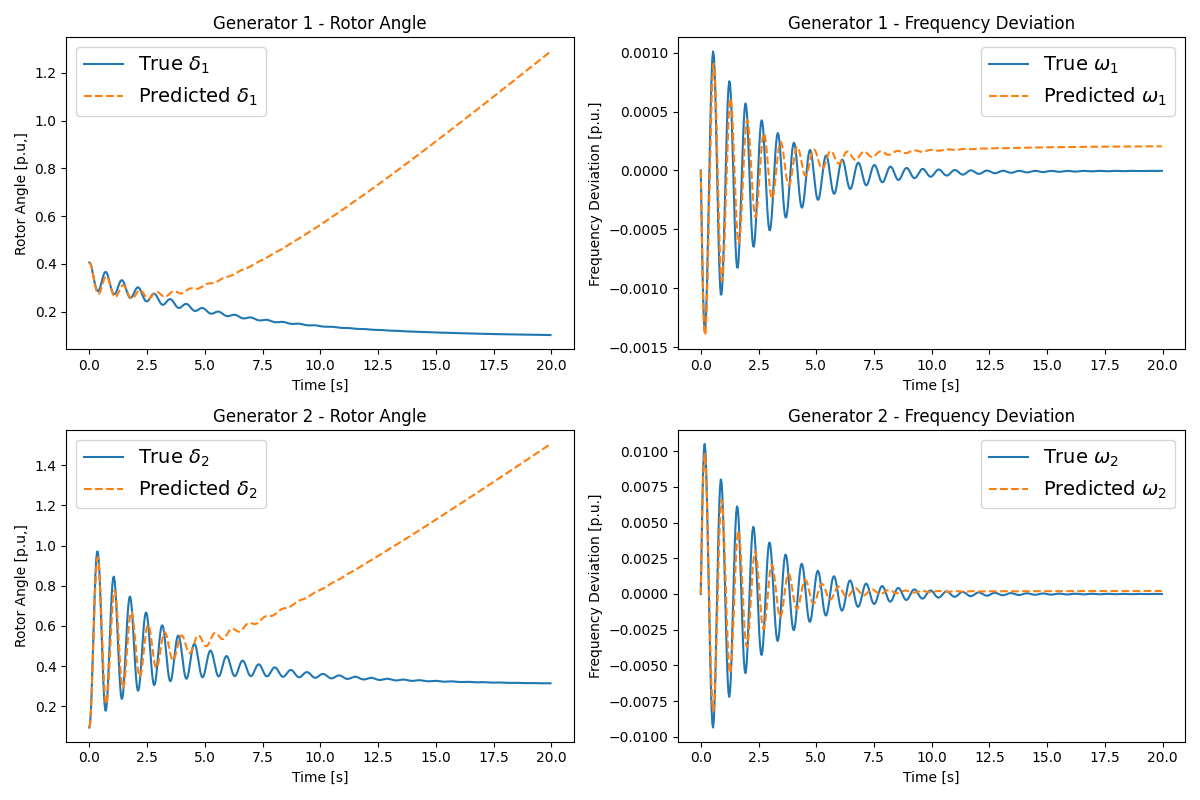 Generator 1 - Rotor Angle
Rotor Angle [p.u,]
1.2
1.0
0.8
0.6
0.4
0.2
True δ1
Predicted δ1
0.0 2.5 5.0 7.5 10.0 12.5 15.0 17.5 20.0
Time [s]
Generator 1 - Frequency Deviation
Frequency Deviation [p.u.]
0.0010
0.0005
0.0000
−0.0005
−0.0010
−0.0015
True ω1
Predicted ω1
0.0 2.5 5.0 7.5 10.0 12.5 15.0 17.5 20.0
Time [s]
Generator 2 - Rotor Angle
Rotor Angle [p.u,]
1.4
1.2
1.0
0.8
0.6
0.4
0.2
True δ2
Predicted δ2
0.0 2.5 5.0 7.5 10.0 12.5 15.0 17.5 20.0
Time [s]
Generator 2 - Frequency Deviation
Frequency Deviation [p.u.]
0.0100
0.0075
0.0050
0.0025
0.0000
−0.0025
−0.0050
−0.0075
−0.0100
True ω2
Predicted ω2
0.0 2.5 5.0 7.5 10.0 12.5 15.0 17.5 20.0
Time [s]